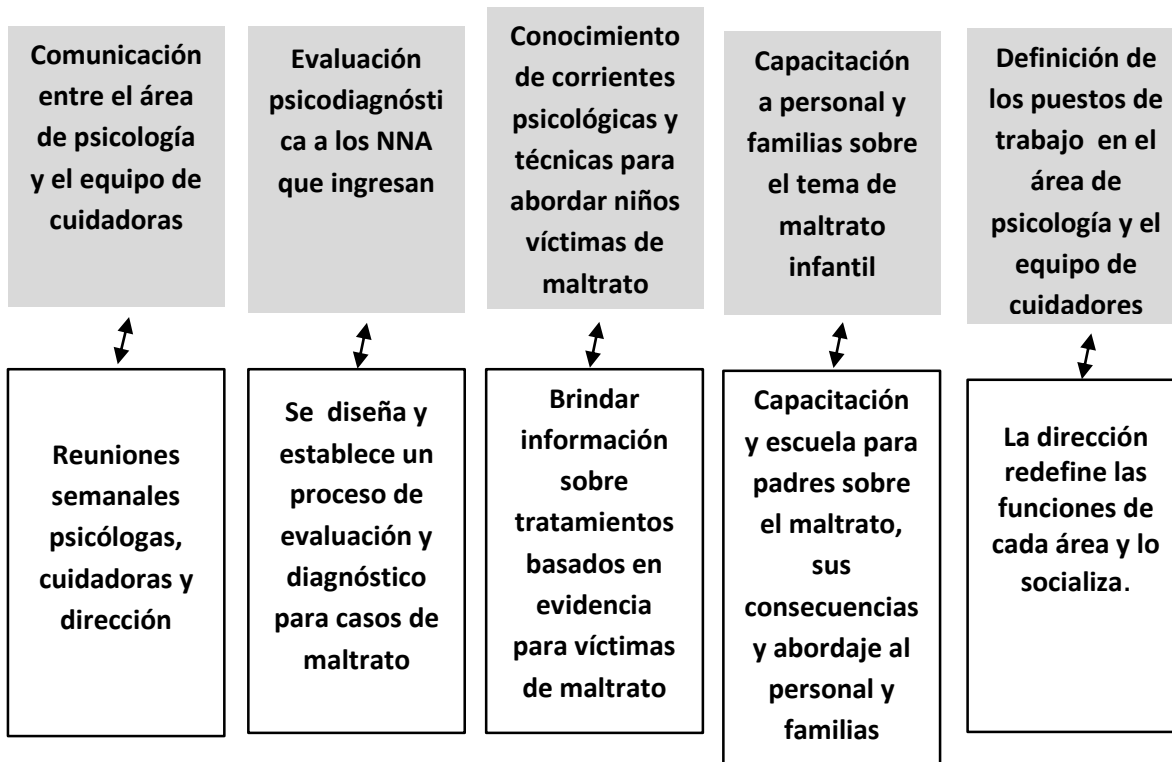 Comunicación
entre el área
de psicología
y el equipo de
cuidadoras
Evaluación
psicodiagnósti
ca a los NNA
que ingresan
Conocimiento
de corrientes
psicológicas y
técnicas para
abordar niños
víctimas de
maltrato
Capacitación
a personal y
familias sobre
el tema de
maltrato
infantil
Definición de
los puestos de
trabajo en el
área de
psicología y el
equipo de
cuidadores
Reuniones
semanales
psicólogas,
cuidadoras y
dirección
Se diseña y
establece un
proceso de
evaluación y
diagnóstico
para casos de
maltrato
Brindar
información
sobre
tratamientos
basados en
evidencia
para víctimas
de maltrato
Capacitación
y escuela para
padres sobre
el maltrato,
sus
consecuencias
y abordaje al
personal y
familias
La dirección
redefine las
funciones de
cada área y lo
socializa.